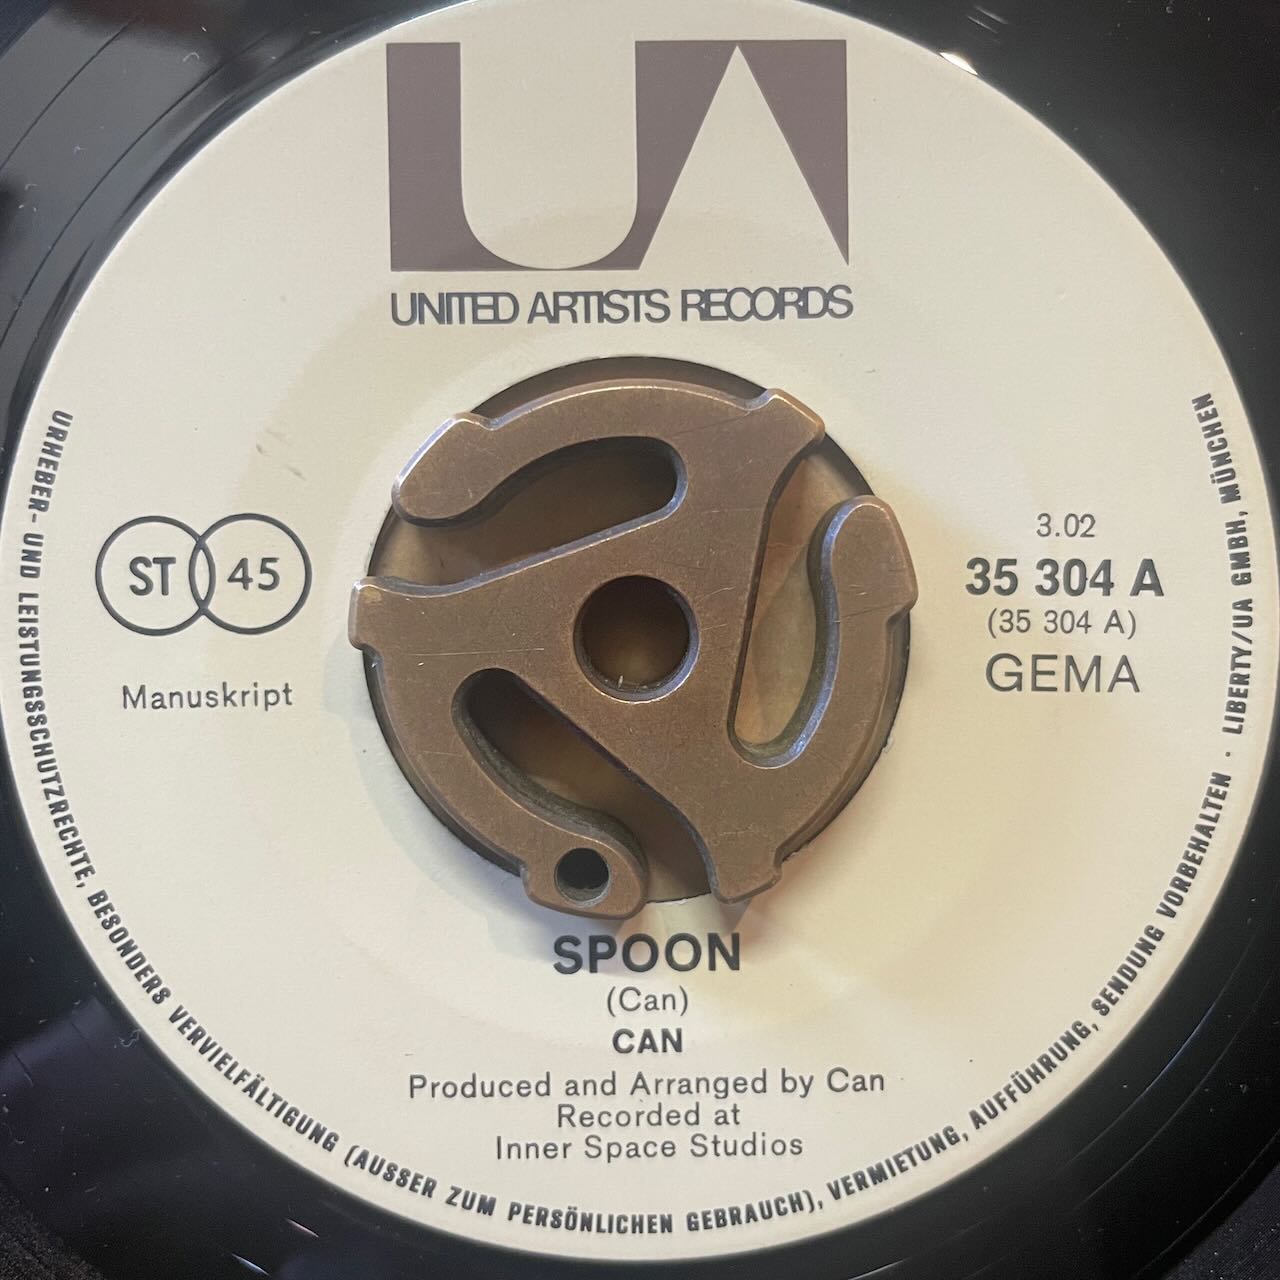 UA
UNITED ARTISTS RECORDS
ST 45
Manuskript
3.02
35 304 A
(35 304 A)
GEMA
SPOON
(Can)
CAN
Produced and Arranged by Can
Recorded at
Inner Space Studios
URHEBER- UND LEISTUNGSSCHUTZRECHTE, BESONDERS VERVIELFÄLTIGUNG (AUSSER ZUM PERSÖNLICHEN GEBRAUCH), VERMIETUNG, AUFFÜHRUNG, SENDUNG VORBEHALTEN · LIBERTY/UA GMBH, MÜNCHEN